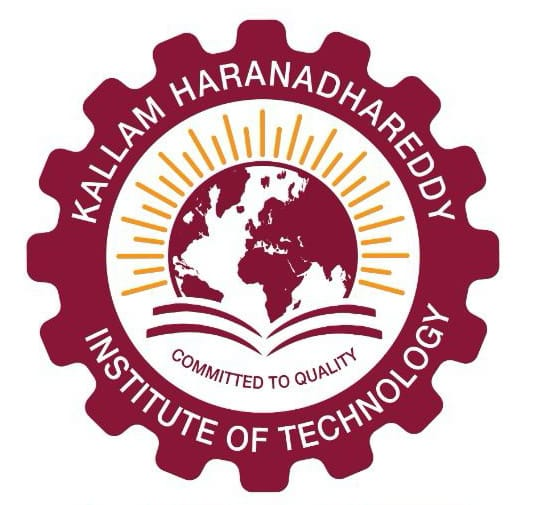 KALLAM HARANADHAREDDY
INSTITUTE OF TECHNOLOGY
COMMITTED TO QUALITY